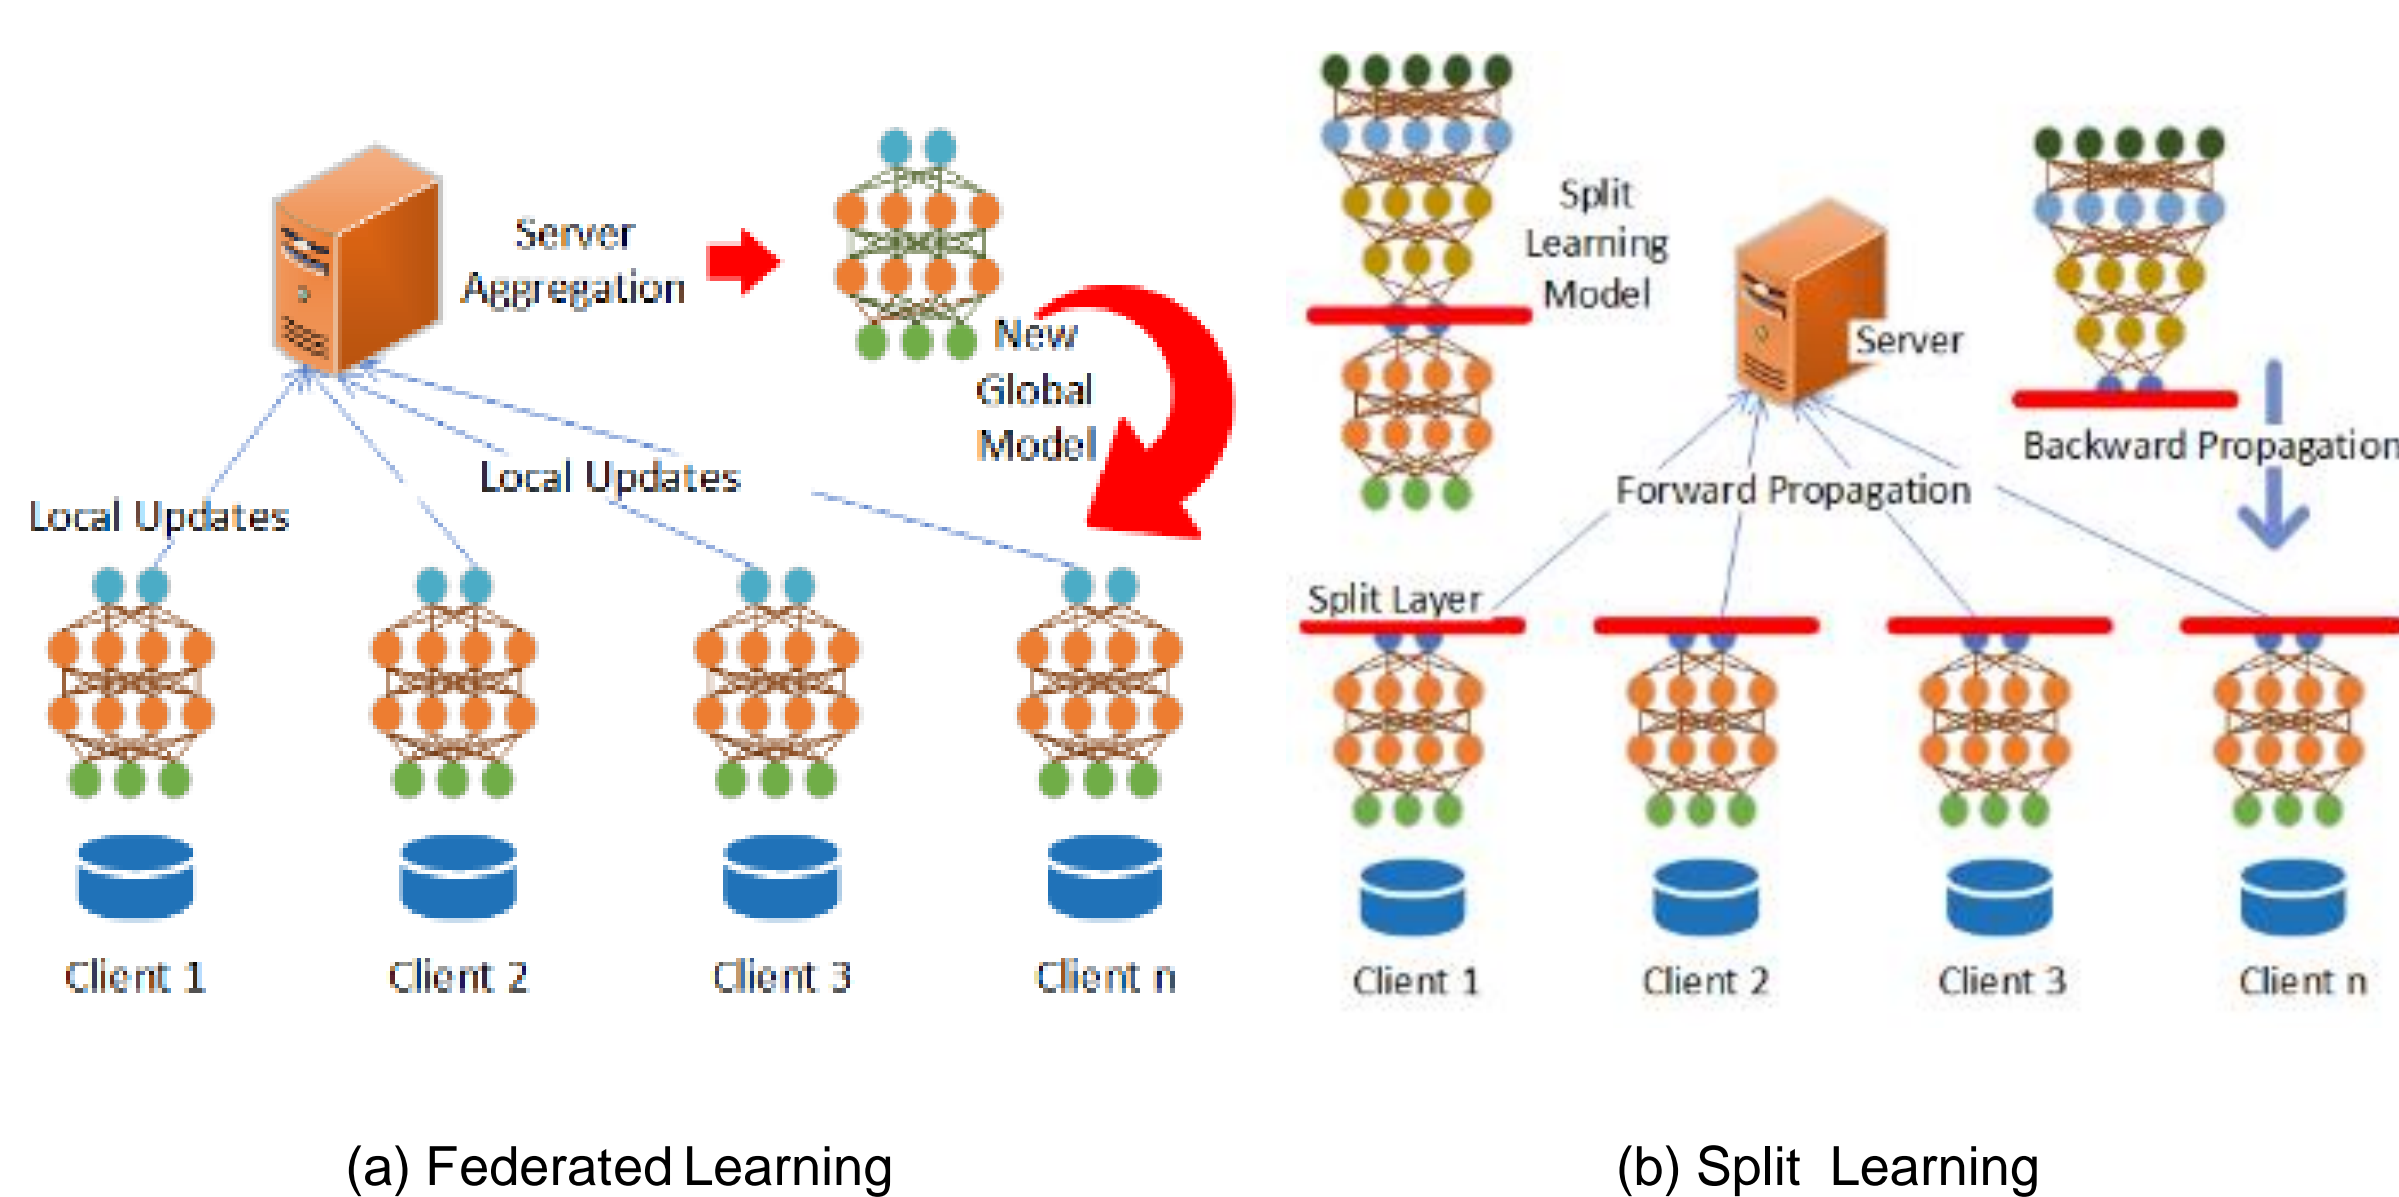 Server
Aggregation
New
Global
Model
Local Updates
Local Updates
Client 1
Client 2
Client 3
Client n
(a) Federated Learning
Split
Learning
Model
Server
Backward Propagation
Forward Propagation
Split Layer
Client 1
Client 2
Client 3
Client n
(b) Split Learning